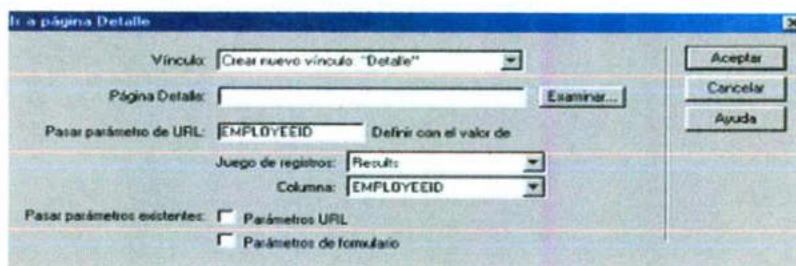 Ir a página Detalle
Vínculo: Crear nuevo vínculo: "Detalle"
Aceptar
Página Detalle:
Examinar...
Cancelar
Ayuda
Pasar parámetro de URL: EMPLOYEEID Definir con el valor de
Juego de registros: Results
Columna: EMPLOYEEID
Pasar parámetros existentes: Parámetros URL
Parámetros de formulario